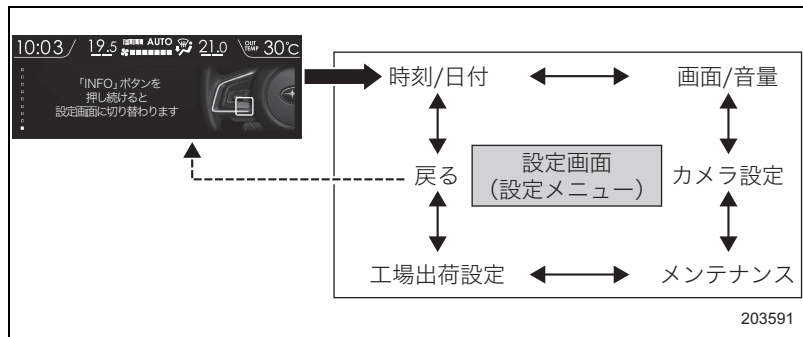 10:03 19.5 FULL AUTO 21.0 OUT TEMP 30℃
「INFO」ボタンを
押し続けると
設定画面に切り替わります
時刻/日付
画面/音量
戻る
設定画面
(設定メニュー)
カメラ設定
工場出荷設定
メンテナンス
203591